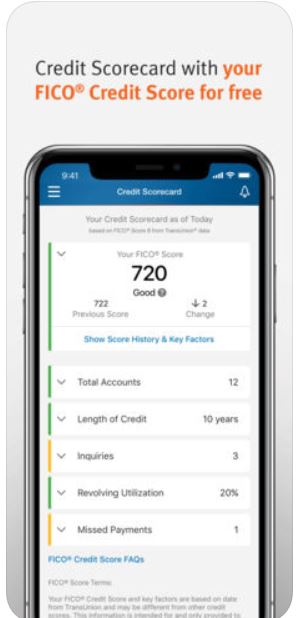 Credit Scorecard with your
FICO® Credit Score for free
9:41
Credit Scorecard
Your Credit Scorecard as of Today
based on FICO® Score 8 from TransUnion® data
Your FICO® Score
720
Good
722 ↓ 2
Previous Score Change
Show Score History & Key Factors
Total Accounts 12
Length of Credit 10 years
Inquiries 3
Revolving Utilization 20%
Missed Payments 1
FICO® Credit Score FAQs
FICO® Score Terms:
Your FICO® Credit Score and key factors are based on date
from TransUnion and may be different from other credit
scores. This information is intended for and only provided to